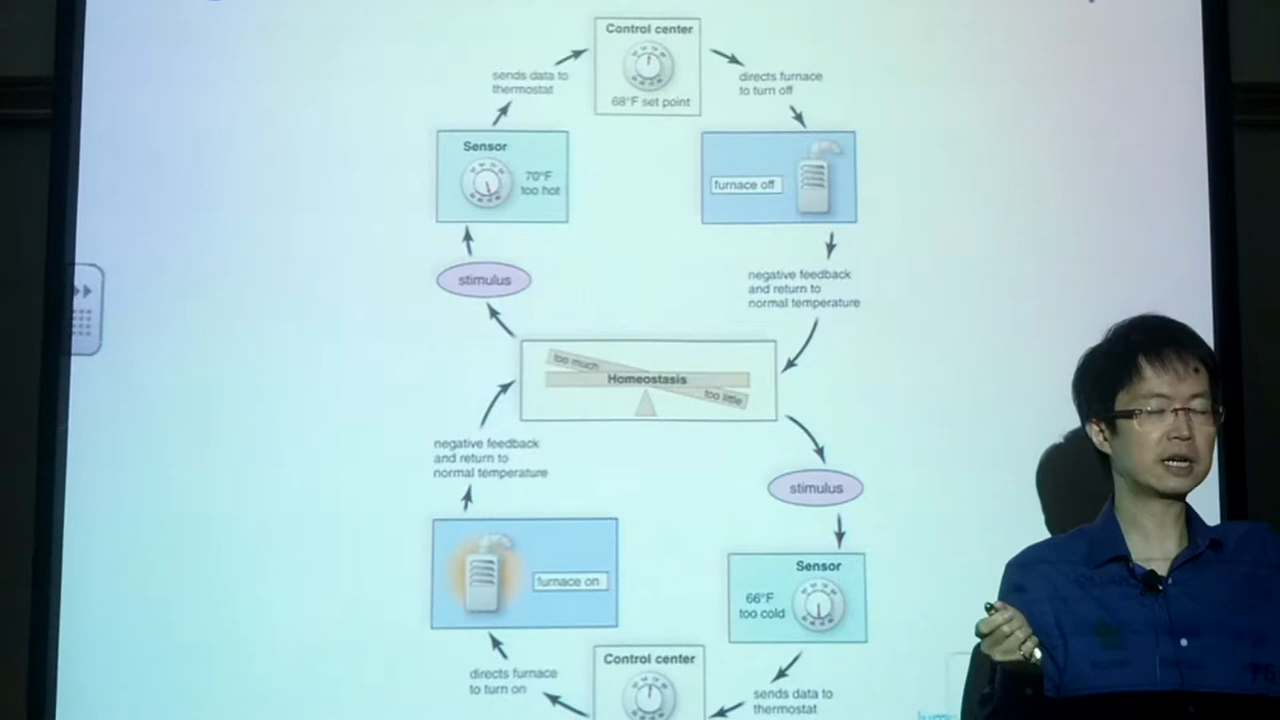 Control center
68°F set point
sends data to
thermostat
directs furnace
to turn off
Sensor
70°F
too hot
furnace off
stimulus
negative feedback
and return to
normal temperature
too much
Homeostasis
too little
negative feedback
and return to
normal temperature
stimulus
furnace on
Sensor
66°F
too cold
directs furnace
to turn on
Control center
sends data to
thermostat